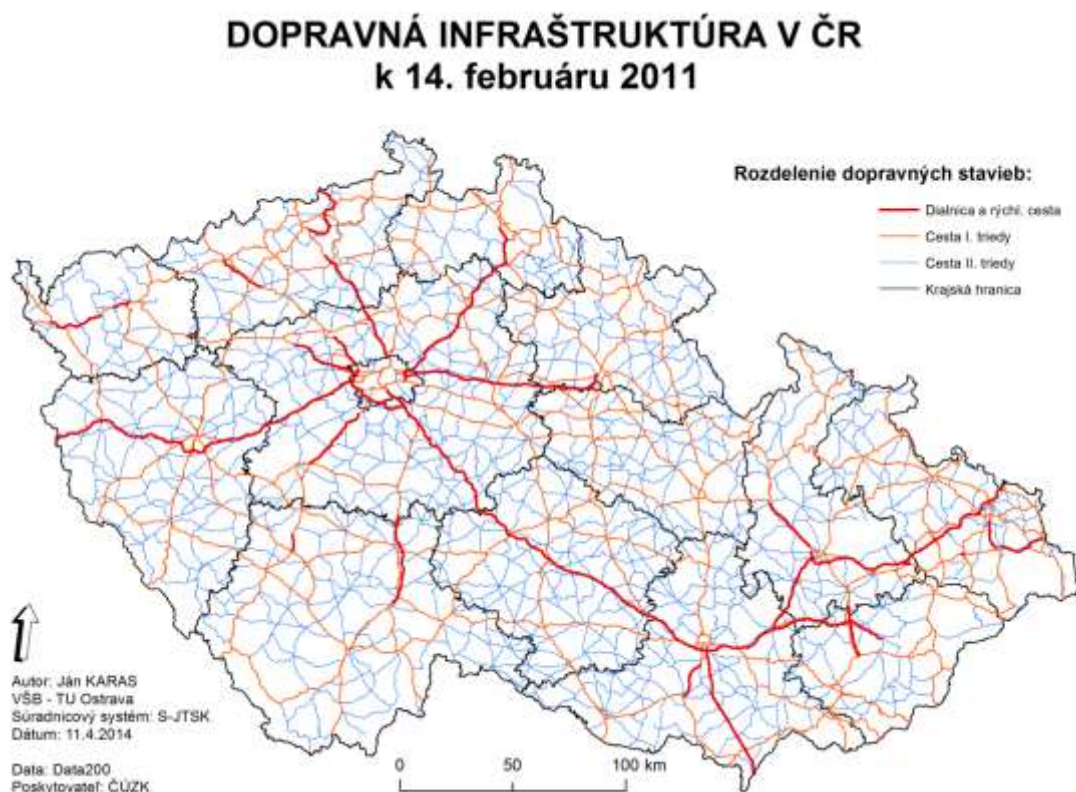 DOPRAVNÁ INFRAŠTRUKTÚRA V ČR
k 14. februáru 2011
Rozdelenie dopravných stavieb:
Dialnica a rýchl. cesta
Cesta I. triedy
Cesta II. triedy
Krajská hranica
Autor: Ján KARAS
VŠB - TU Ostrava
Súradnicový systém: S-JTSK
Dátum: 11.4.2014
Data: Data200
Poskytovateľ: ČÚZK
0 50 100 km